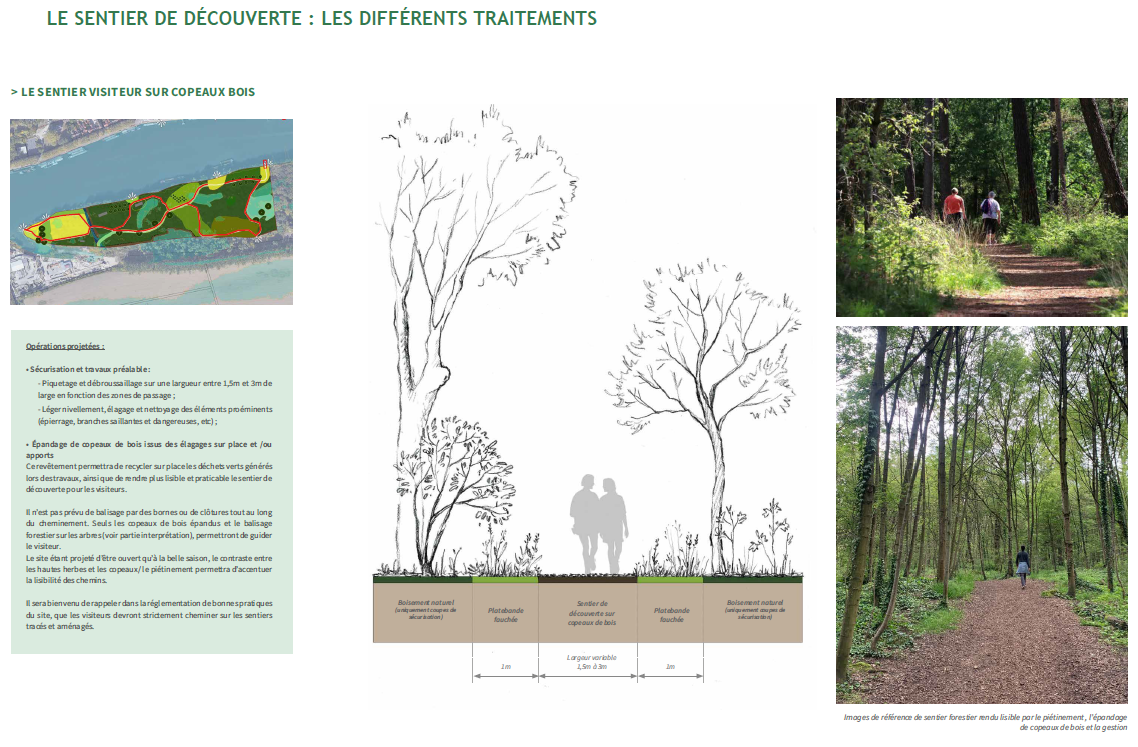 LE SENTIER DE DÉCOUVERTE : LES DIFFÉRENTS TRAITEMENTS
> LE SENTIER VISITEUR SUR COPEAUX BOIS
Opérations projetées :
• Sécurisation et travaux préalable :
- Piquetage et débroussaillage sur une largueur entre 1,5m et 3m de
large en fonction des zones de passage ;
- Léger nivellement, élagage et nettoyage des éléments proéminents
(épierrage, branches saillantes et dangereuses, etc) ;
• Épandage de copeaux de bois issus des élagages sur place et /ou
apports
Ce revêtement permettra de recycler sur place les déchets verts générés
lors des travaux, ainsi que de rendre plus lisible et praticable le sentier de
découverte pour les visiteurs.
Il n'est pas prévu de balisage par des bornes ou de clôtures tout au long
du cheminement. Seuls les copeaux de bois épandus et le balisage
forestier sur les arbres (voir partie interprétation), permettront de guider
le visiteur.
Le site étant projeté d'être ouvert qu'à la belle saison, le contraste entre
les hautes herbes et les copeaux/ le piétinement permettra d'accentuer
la lisibilité des chemins.
Il sera bienvenu de rappeler dans la réglementation de bonnes pratiques
du site, que les visiteurs devront strictement cheminer sur les sentiers
tracés et aménagés.
Boisement naturel
(uniquement coupes de
sécurisation)
Platebande
fauchée
Sentier de
découverte sur
copeaux de bois
Platebande
fauchée
Boisement naturel
(uniquement coupes de
sécurisation)
1 m
Largeur variable
1,5m à 3m
1m
Images de référence de sentier forestier rendu lisible par le piétinement, l'épandage
de copeaux de bois et la gestion